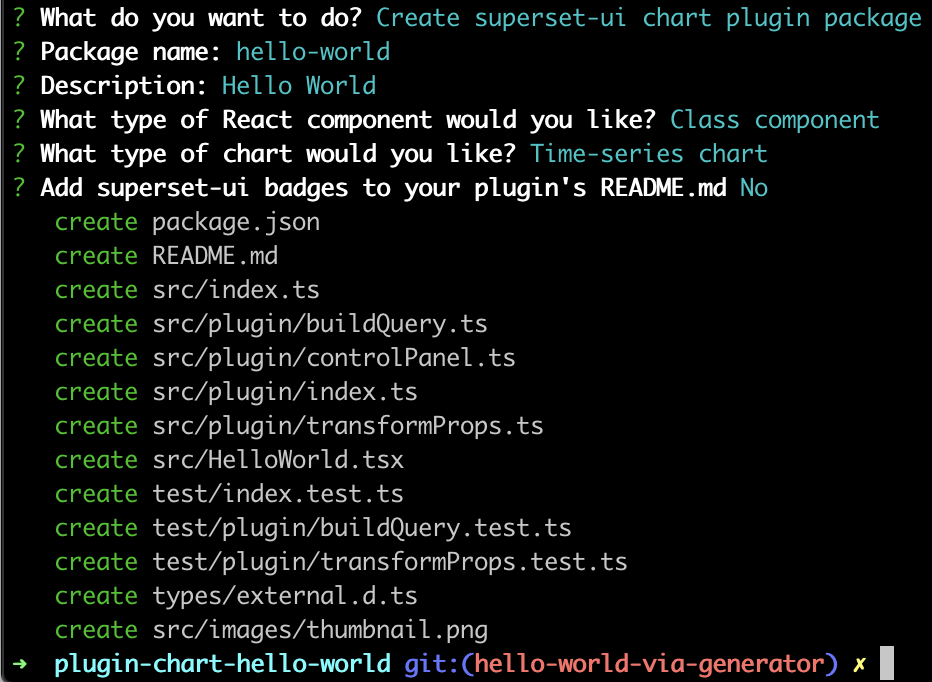 ? What do you want to do? Create superset-ui chart plugin package
? Package name: hello-world
? Description: Hello World
? What type of React component would you like? Class component
? What type of chart would you like? Time-series chart
? Add superset-ui badges to your plugin's README.md No
create package.json
create README.md
create src/index.ts
create src/plugin/buildQuery.ts
create src/plugin/controlPanel.ts
create src/plugin/index.ts
create src/plugin/transformProps.ts
create src/HelloWorld.tsx
create test/index.test.ts
create test/plugin/buildQuery.test.ts
create test/plugin/transformProps.test.ts
create types/external.d.ts
create src/images/thumbnail.png
➜ plugin-chart-hello-world git:(hello-world-via-generator) ✗